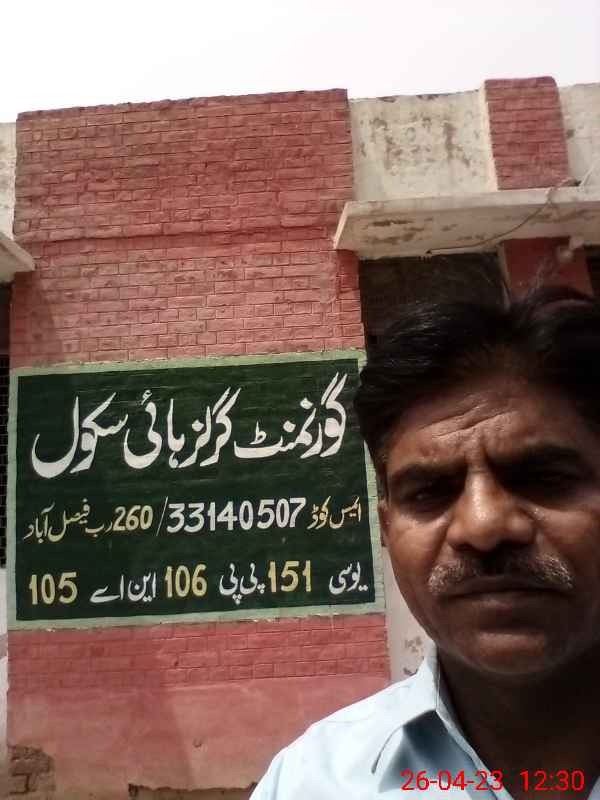 گورنمنٹ گرلز ہائی سکول
ایس کوڈ 33140507/ 260 رب فیصل آباد
یوسی 151 پی پی 106 این اے 105
26-04-23 12:30